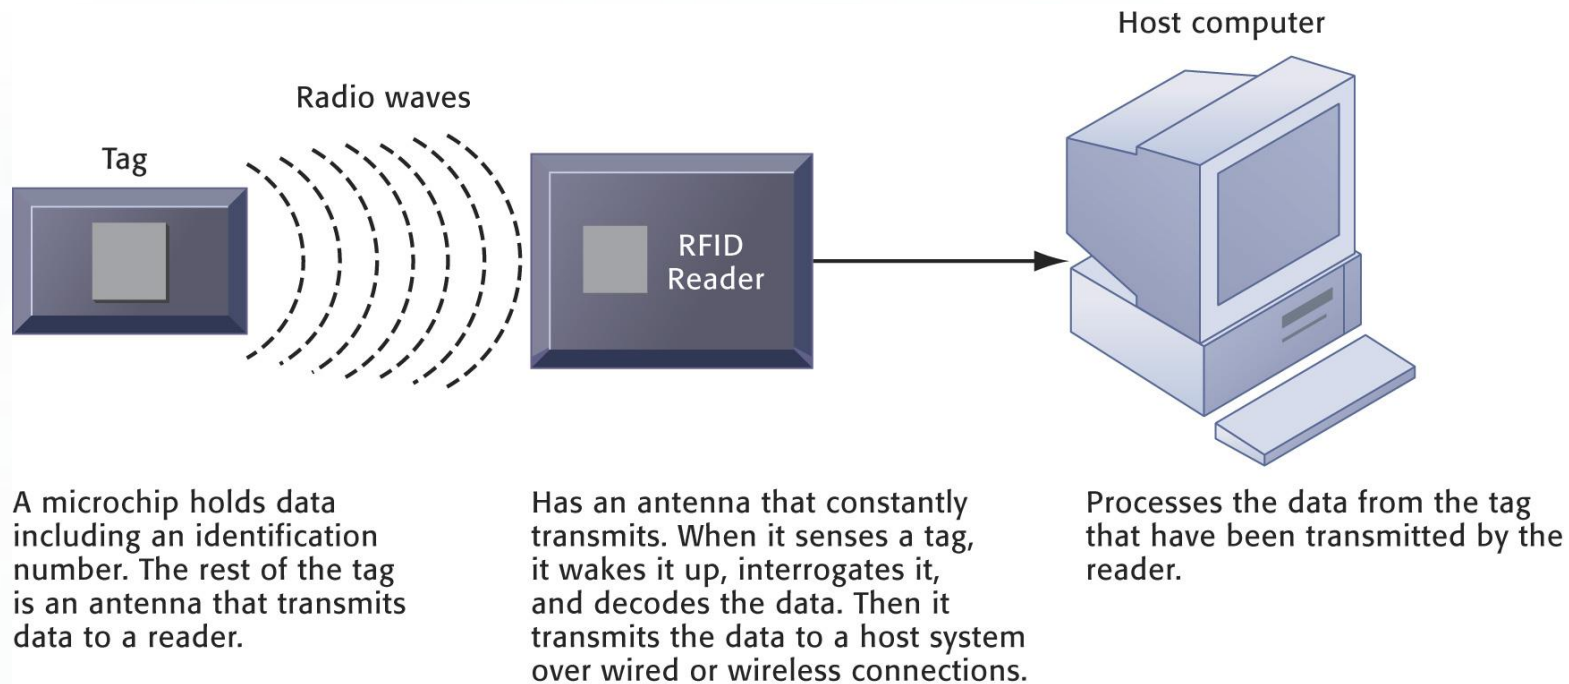 Host computer
Radio waves
Tag
RFID
Reader
A microchip holds data
including an identification
number. The rest of the tag
is an antenna that transmits
data to a reader.
Has an antenna that constantly
transmits. When it senses a tag,
it wakes it up, interrogates it,
and decodes the data. Then it
transmits the data to a host system
over wired or wireless connections.
Processes the data from the tag
that have been transmitted by the
reader.